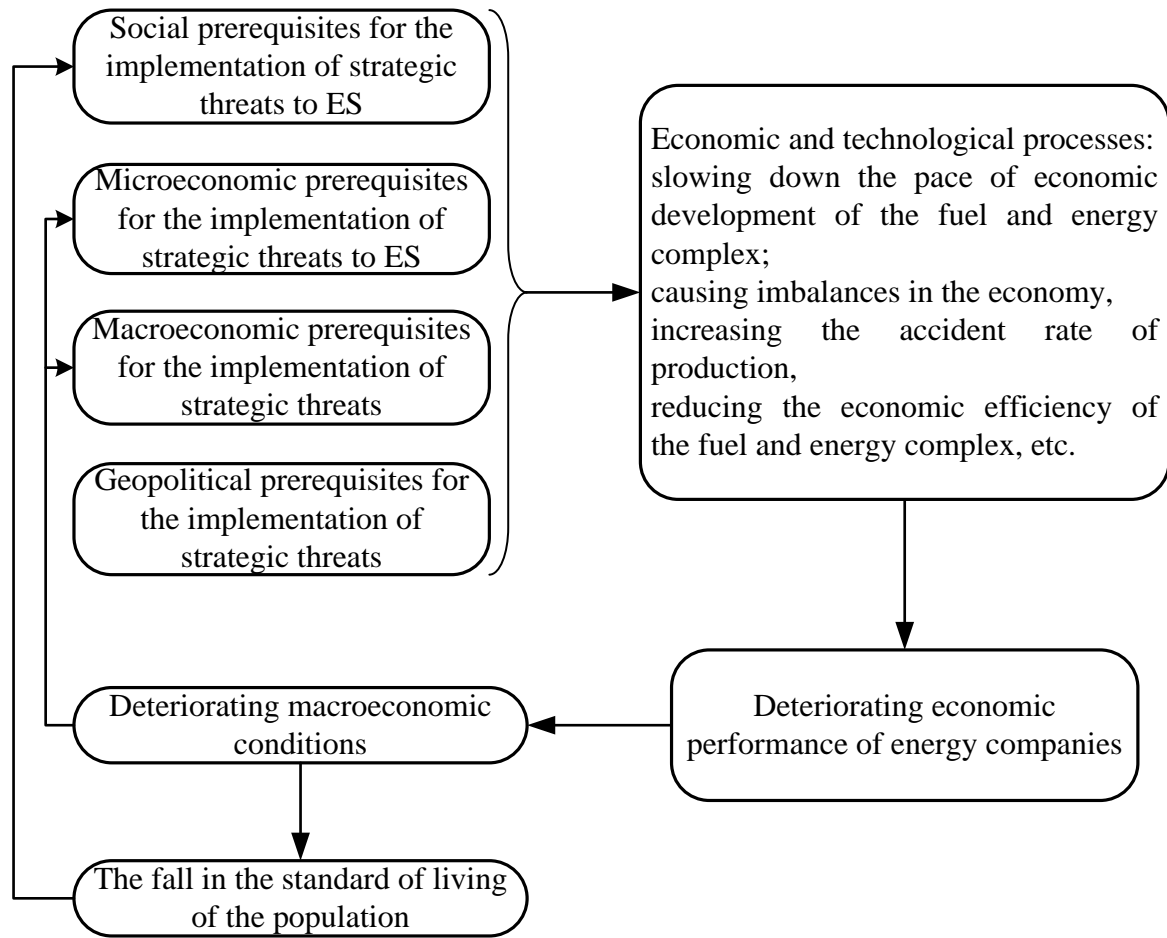 Social prerequisites for the
implementation of strategic
threats to ES
Microeconomic prerequisites
for the implementation of
strategic threats to ES
Macroeconomic prerequisites
for the implementation of
strategic threats
Geopolitical prerequisites for
the implementation of
strategic threats
Economic and technological processes:
slowing down the pace of economic
development of the fuel and energy
complex;
causing imbalances in the economy,
increasing the accident rate of
production,
reducing the economic efficiency of
the fuel and energy complex, etc.
Deteriorating economic
performance of energy companies
Deteriorating macroeconomic
conditions
The fall in the standard of living
of the population